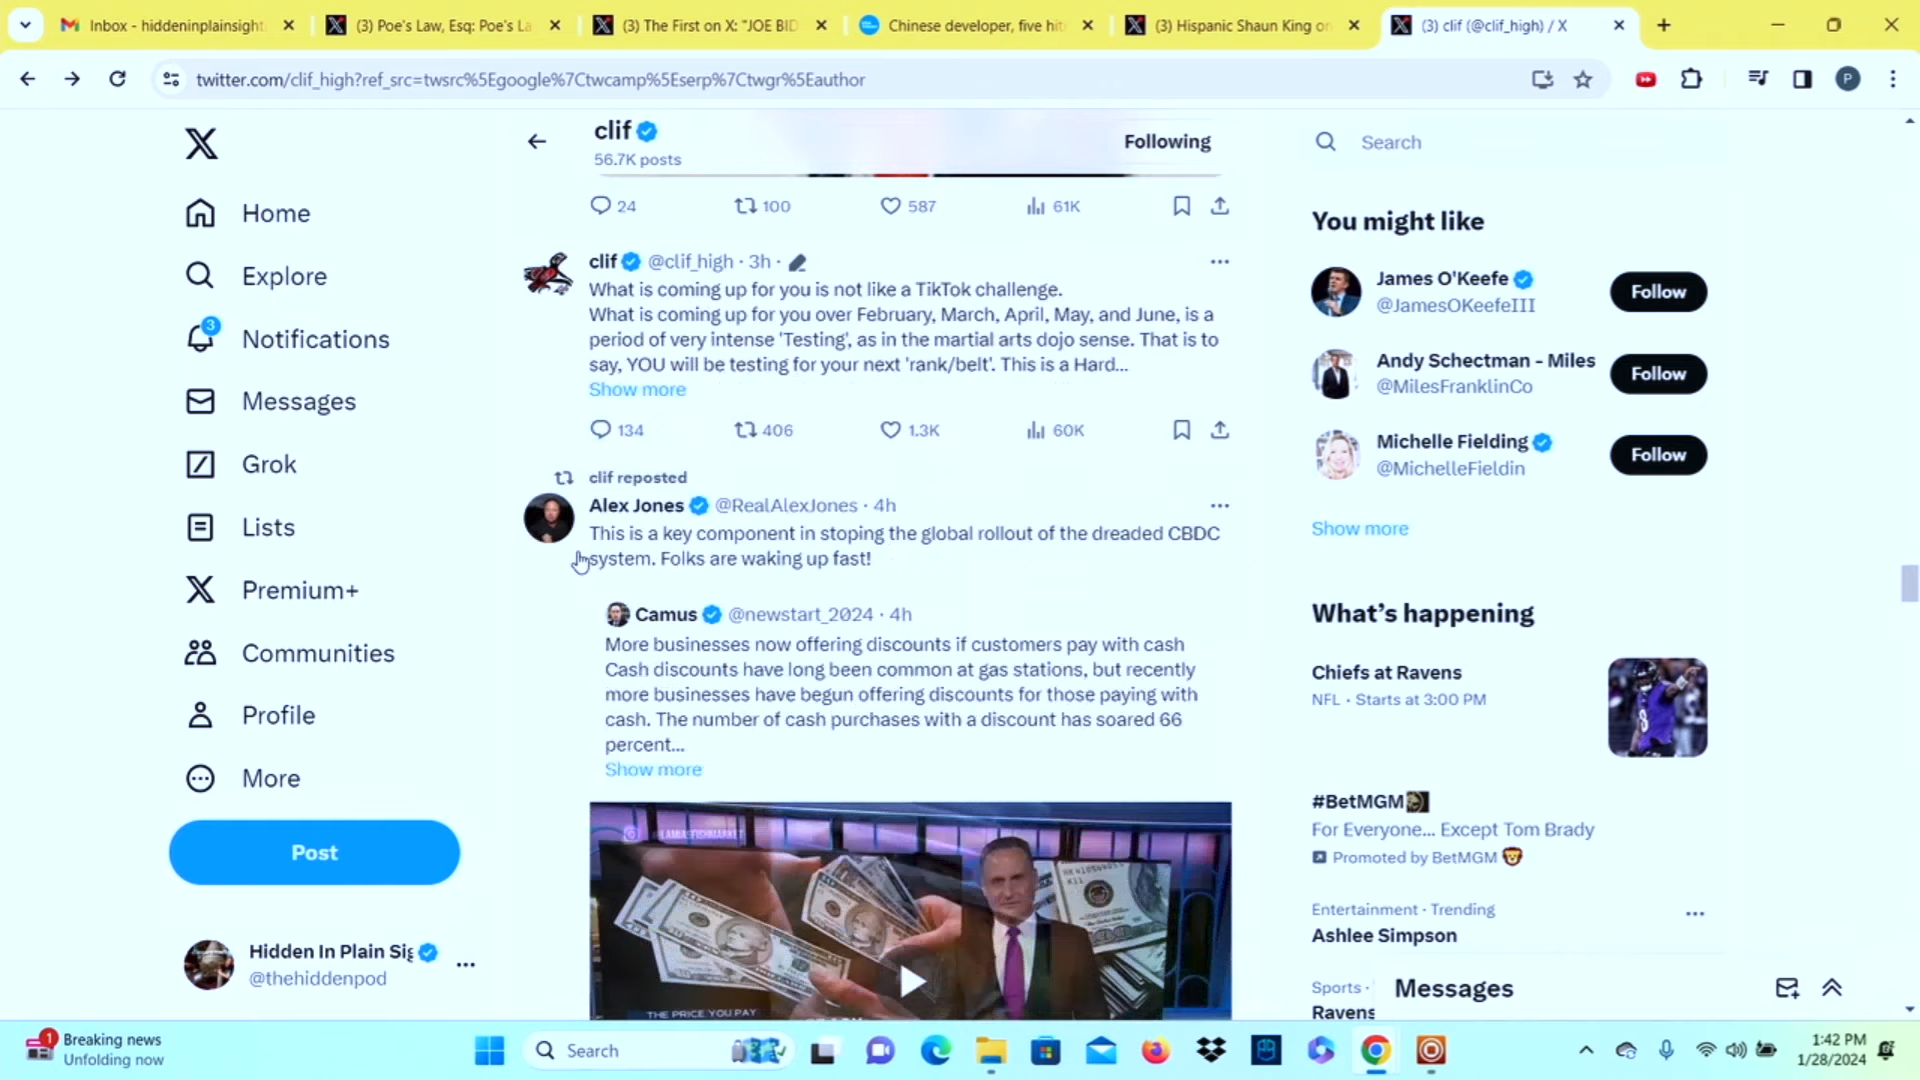 Inbox - hiddeninplainsight
(3) Poe's Law, Esq: Poe's La
(3) The First on X: "JOE BID
Chinese developer, five hit
(3) Hispanic Shaun King on
(3) clif (@clif_high) / X
twitter.com/clif_high?ref_src=twsrc%5Egoogle%7Ctwcamp%5Eserp%7Ctwgr%5Eauthor
P
Home
Explore
3
Notifications
Messages
Grok
Lists
Premium+
Communities
Profile
More
Post
Hidden In Plain Sig
@thehiddenpod
clif
56.7K posts
Following
24 100 587 61K
clif @clif_high · 3h ·
What is coming up for you is not like a TikTok challenge.
What is coming up for you over February, March, April, May, and June, is a
period of very intense 'Testing', as in the martial arts dojo sense. That is to
say, YOU will be testing for your next 'rank/belt'. This is a Hard...
Show more
134 406 1.3K 60K
clif reposted
Alex Jones @RealAlexJones · 4h
This is a key component in stoping the global rollout of the dreaded CBDC
system. Folks are waking up fast!
Camus @newstart_2024 · 4h
More businesses now offering discounts if customers pay with cash
Cash discounts have long been common at gas stations, but recently
more businesses have begun offering discounts for those paying with
cash. The number of cash purchases with a discount has soared 66
percent...
Show more
THE PRICE YOU PAY
Search
You might like
James O'Keefe
@JamesOKeefeIII
Follow
Andy Schectman - Miles
@MilesFranklinCo
Follow
Michelle Fielding
@MichelleFieldin
Follow
Show more
What's happening
Chiefs at Ravens
NFL · Starts at 3:00 PM
#BetMGM
For Everyone... Except Tom Brady
Promoted by BetMGM
Entertainment · Trending
Ashlee Simpson
Sports ·
Ravens
Messages
1
Breaking news
Unfolding now
Search
1:42 PM
1/28/2024